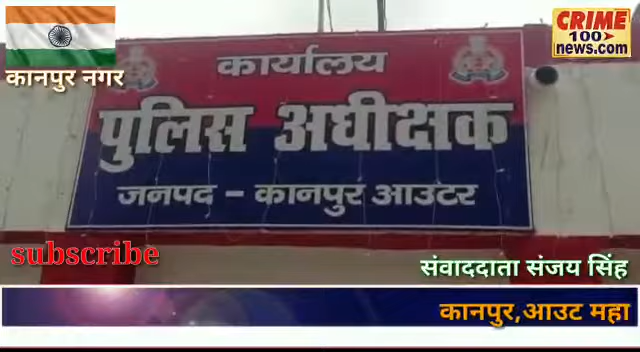 CRIME
100
news.com
कानपुर नगर
कार्यालय
पुलिस अधीक्षक
जनपद - कानपुर आउटर
subscribe
संवाददाता संजय सिंह
कानपुर,आउट महा